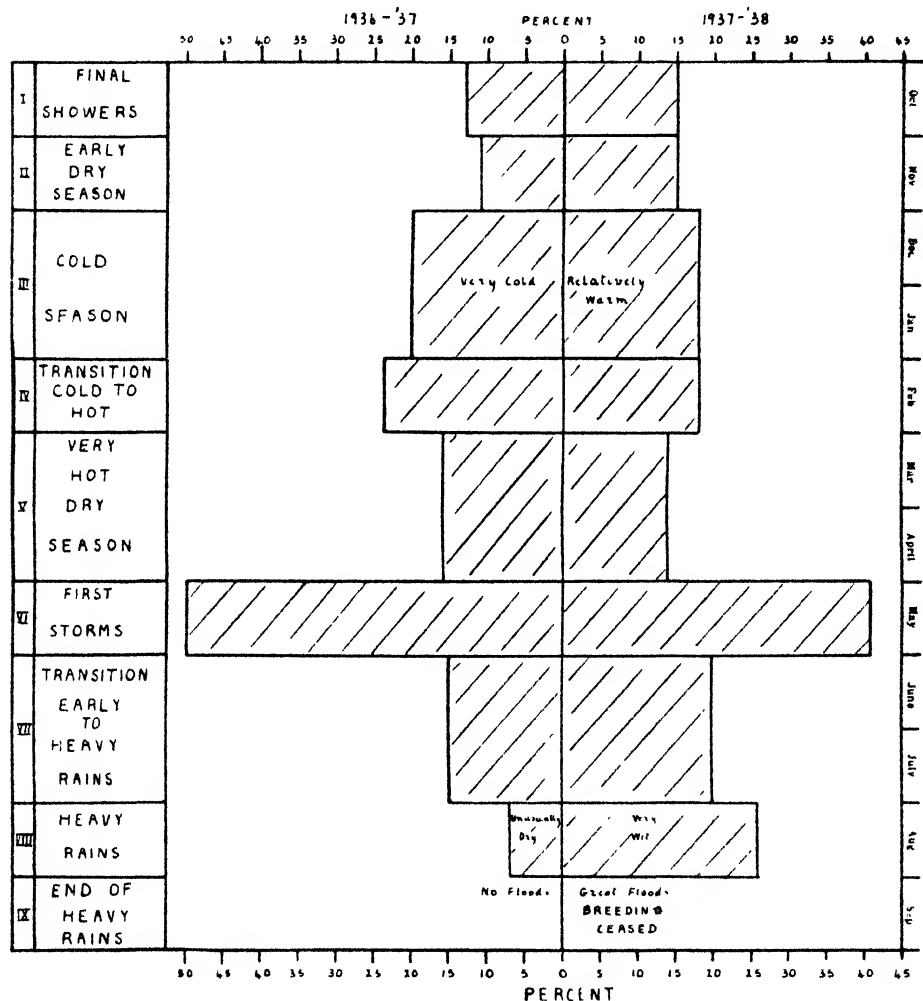 1936-'37 PERCENT 1937-'38
50 45 40 35 30 25 20 15 10 5 0 5 10 15 20 25 30 35 40 45
I FINAL SHOWERS Oct
II EARLY DRY SEASON Nov
III COLD SEASON Dec. Jan
Very Cold
Relatively
Warm
IV TRANSITION COLD TO HOT Feb
V VERY HOT DRY SEASON Mar April
VI FIRST STORMS May
VII TRANSITION EARLY TO HEAVY RAINS June July
VIII HEAVY RAINS Aug
Unusually
Dry
Very
Wet
IX END OF HEAVY RAINS Sep
No Floods
Great Floods
BREEDING
CEASED
50 45 40 35 30 25 20 15 10 5 0 5 10 15 20 25 30 35 40 45
PERCENT